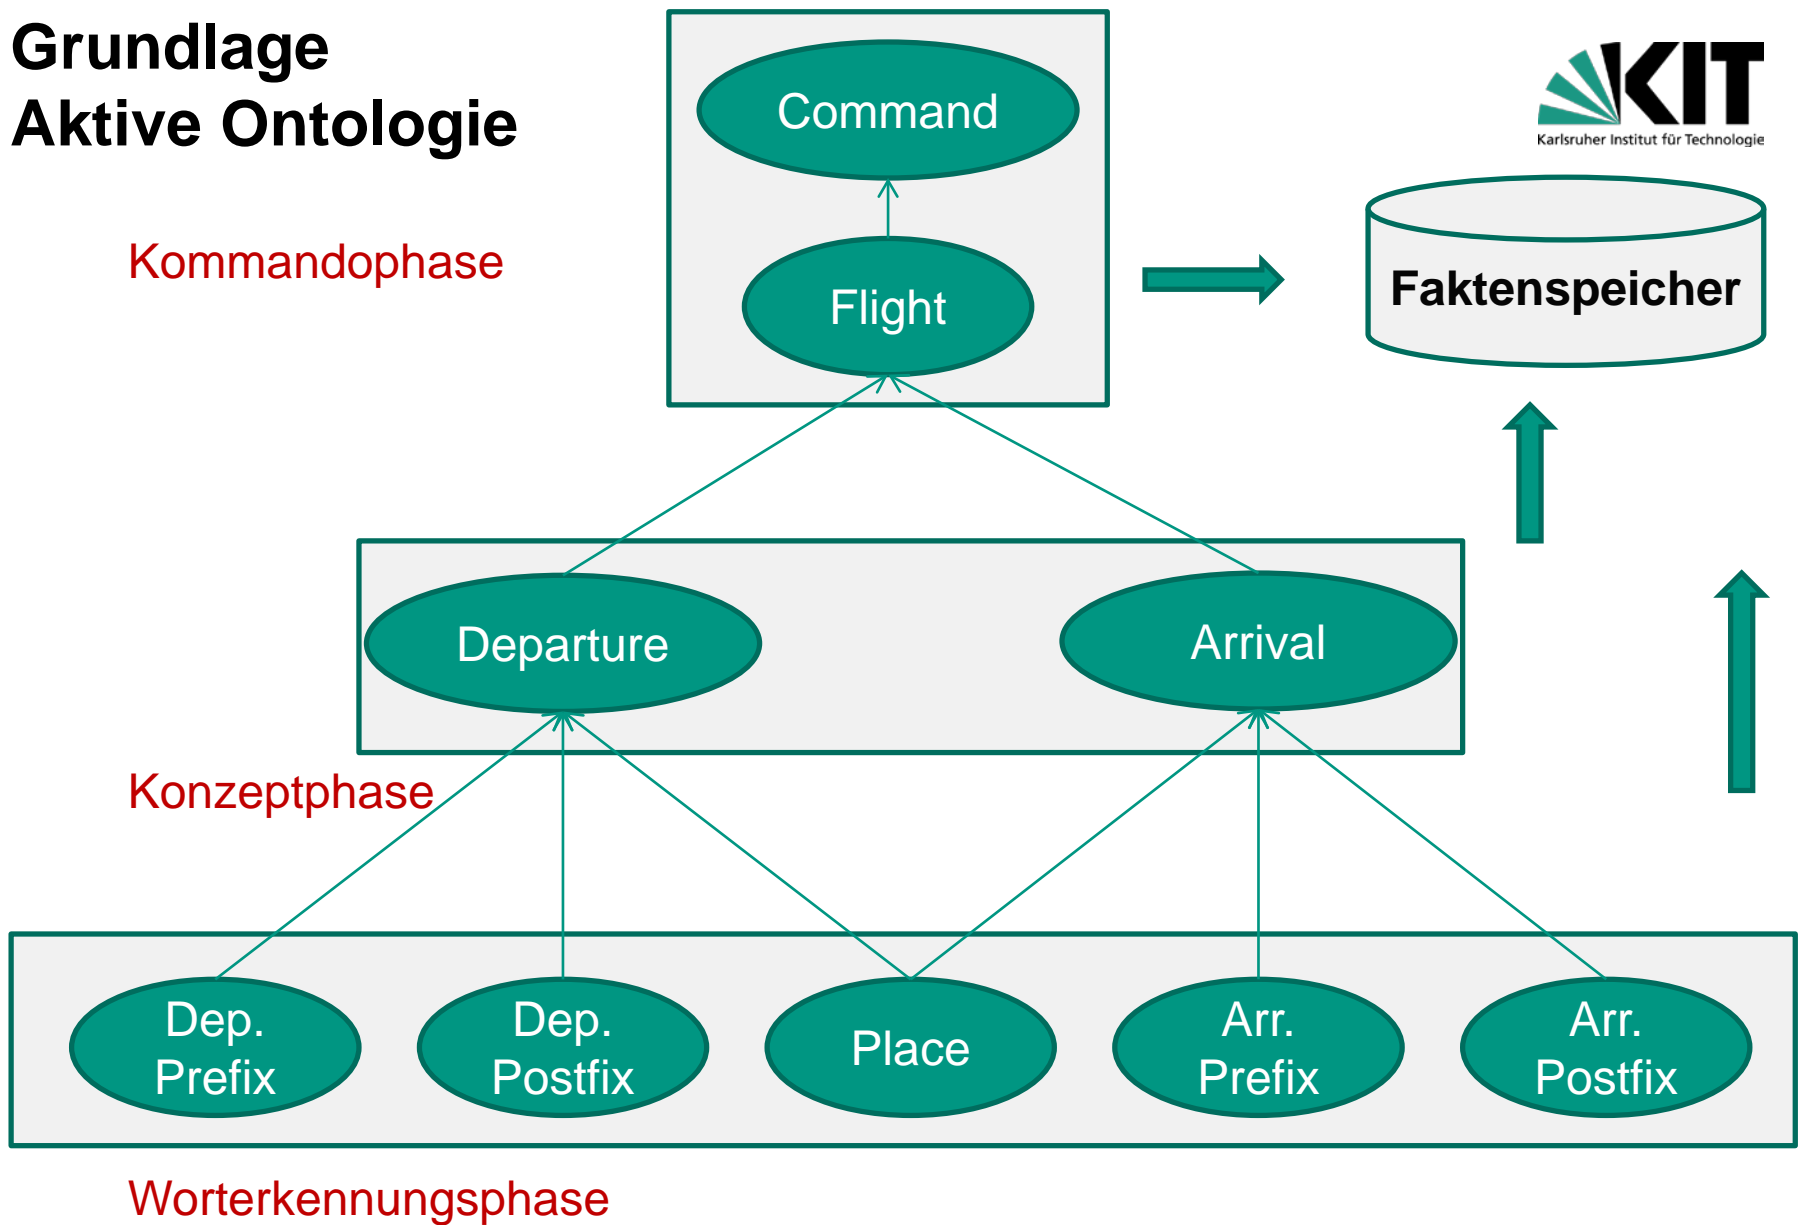 Grundlage
Aktive Ontologie
Command
KIT
Karlsruher Institut für Technologie
Kommandophase
Flight
Faktenspeicher
Departure
Arrival
Konzeptphase
Dep.
Prefix
Dep.
Postfix
Place
Arr.
Prefix
Arr.
Postfix
Worterkennungsphase